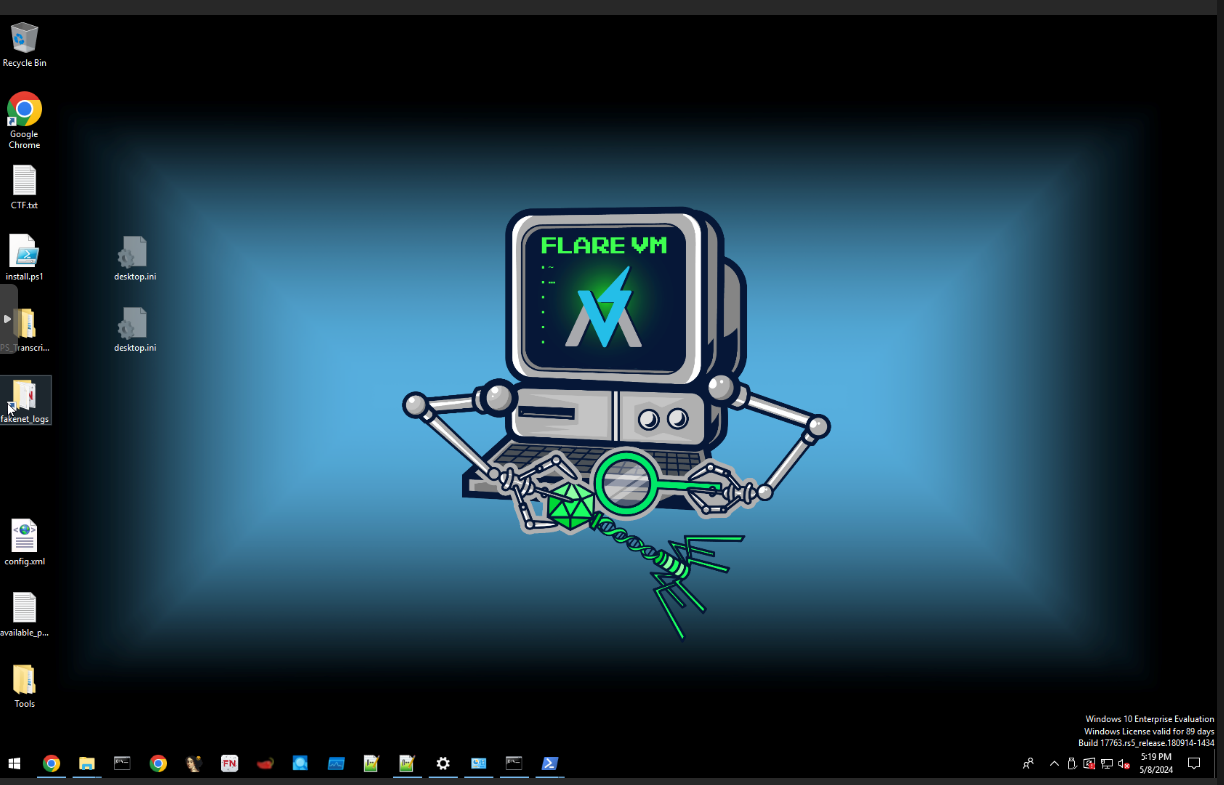 Recycle Bin
Google
Chrome
CTF.txt
install.ps1
desktop.ini
PS_Transcri...
desktop.ini
fakenet_logs
config.xml
available_p...
Tools
FLARE VM
Windows 10 Enterprise Evaluation
Windows License valid for 89 days
Build 17763.rs5_release.180914-1434
FN
5:19 PM
5/8/2024